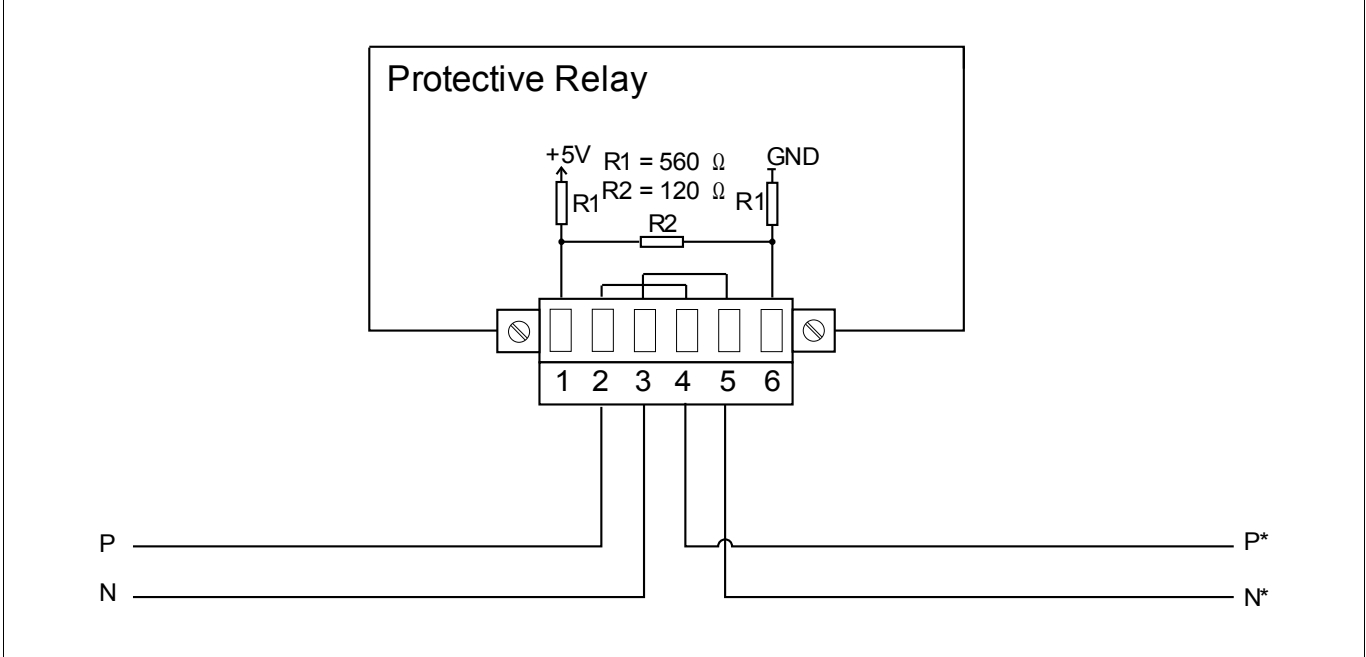 Protective Relay
+5V R1 = 560 Ω GND
R1 R2 = 120 Ω R1
R2
1 2 3 4 5 6
P P*
N N*